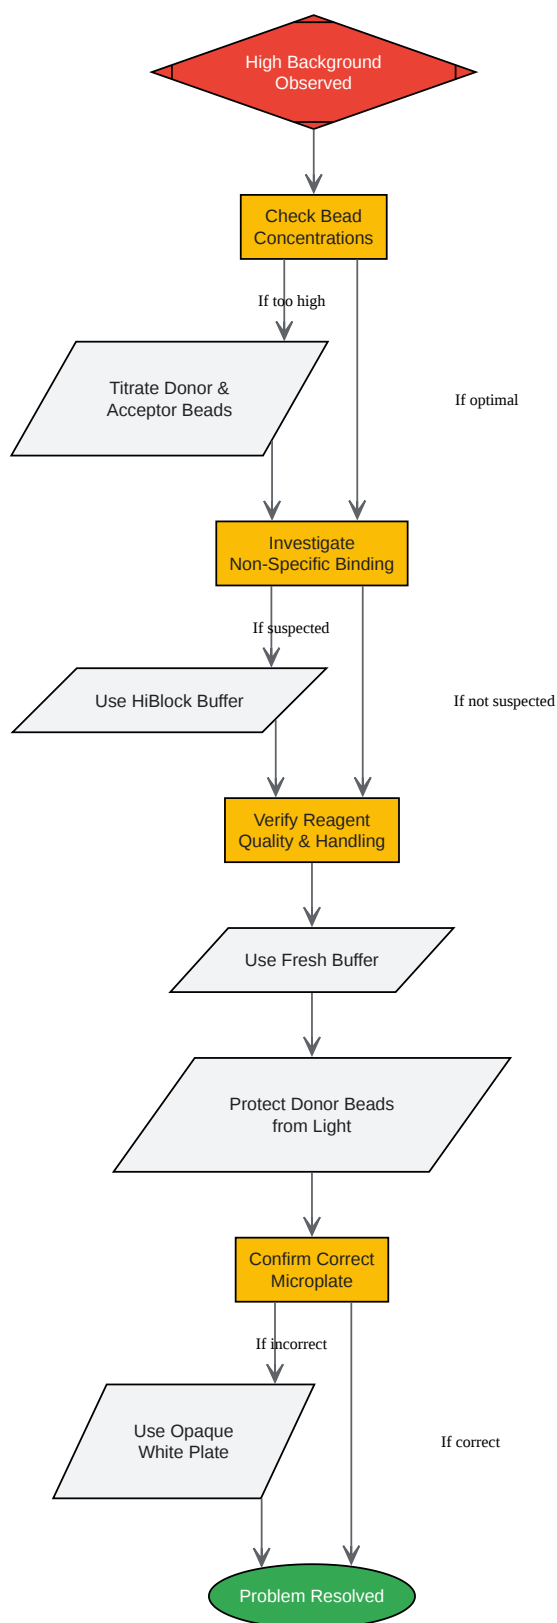 High Background
Observed
Check Bead
Concentrations
If too high
Titrate Donor &
Acceptor Beads
If optimal
Investigate
Non-Specific Binding
If suspected
Use HiBlock Buffer
If not suspected
Verify Reagent
Quality & Handling
Use Fresh Buffer
Protect Donor Beads
from Light
Confirm Correct
Microplate
If incorrect
Use Opaque
White Plate
If correct
Problem Resolved